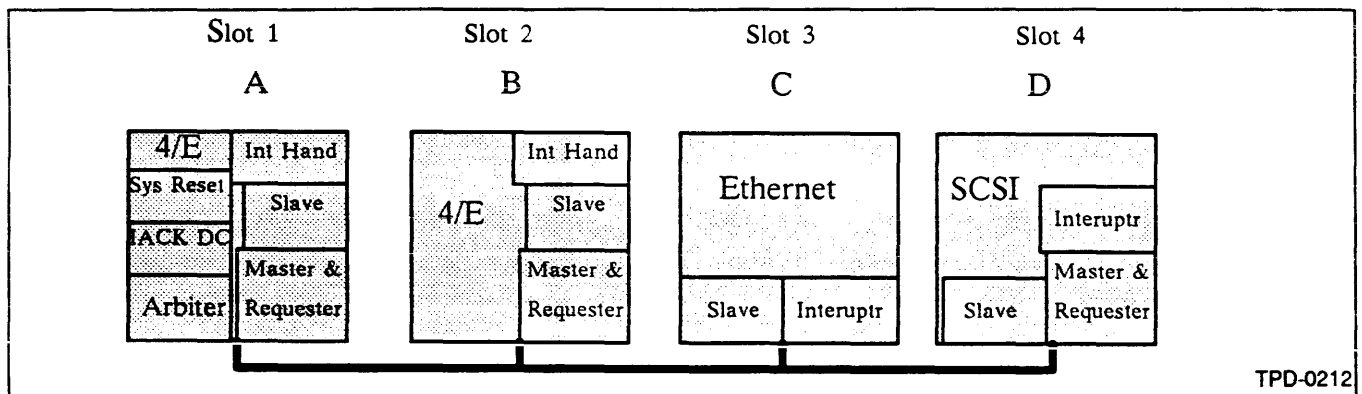 Slot 1 Slot 2 Slot 3 Slot 4
A B C D
4/E Int Hand
Sys Reset
Slave
IACK DC
Master &
Arbiter Requester
Int Hand
4/E Slave
Master &
Requester
Ethernet
Slave Interuptr
SCSI
Interuptr
Master &
Slave Requester
TPD-0212